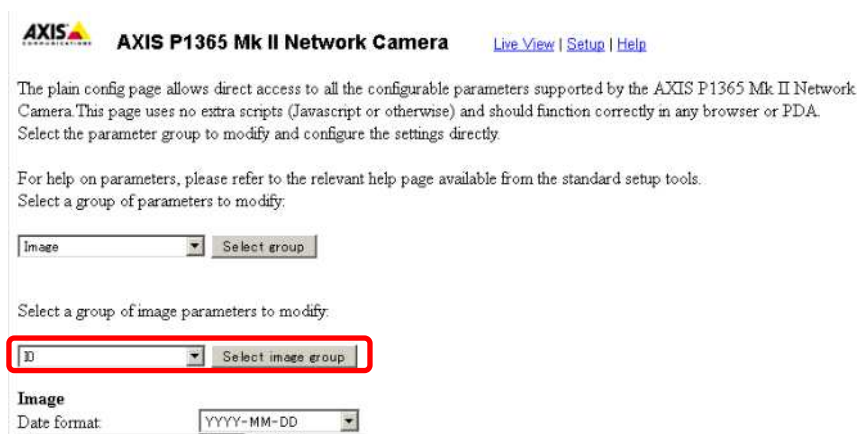 AXIS
COMMUNICATIONS
AXIS P1365 Mk II Network Camera Live View | Setup | Help
The plain config page allows direct access to all the configurable parameters supported by the AXIS P1365 Mk II Network
Camera.This page uses no extra scripts (Javascript or otherwise) and should function correctly in any browser or PDA.
Select the parameter group to modify and configure the settings directly.
For help on parameters, please refer to the relevant help page available from the standard setup tools.
Select a group of parameters to modify:
Image Select group
Select a group of image parameters to modify:
I0 Select image group
Image
Date format: YYYY-MM-DD